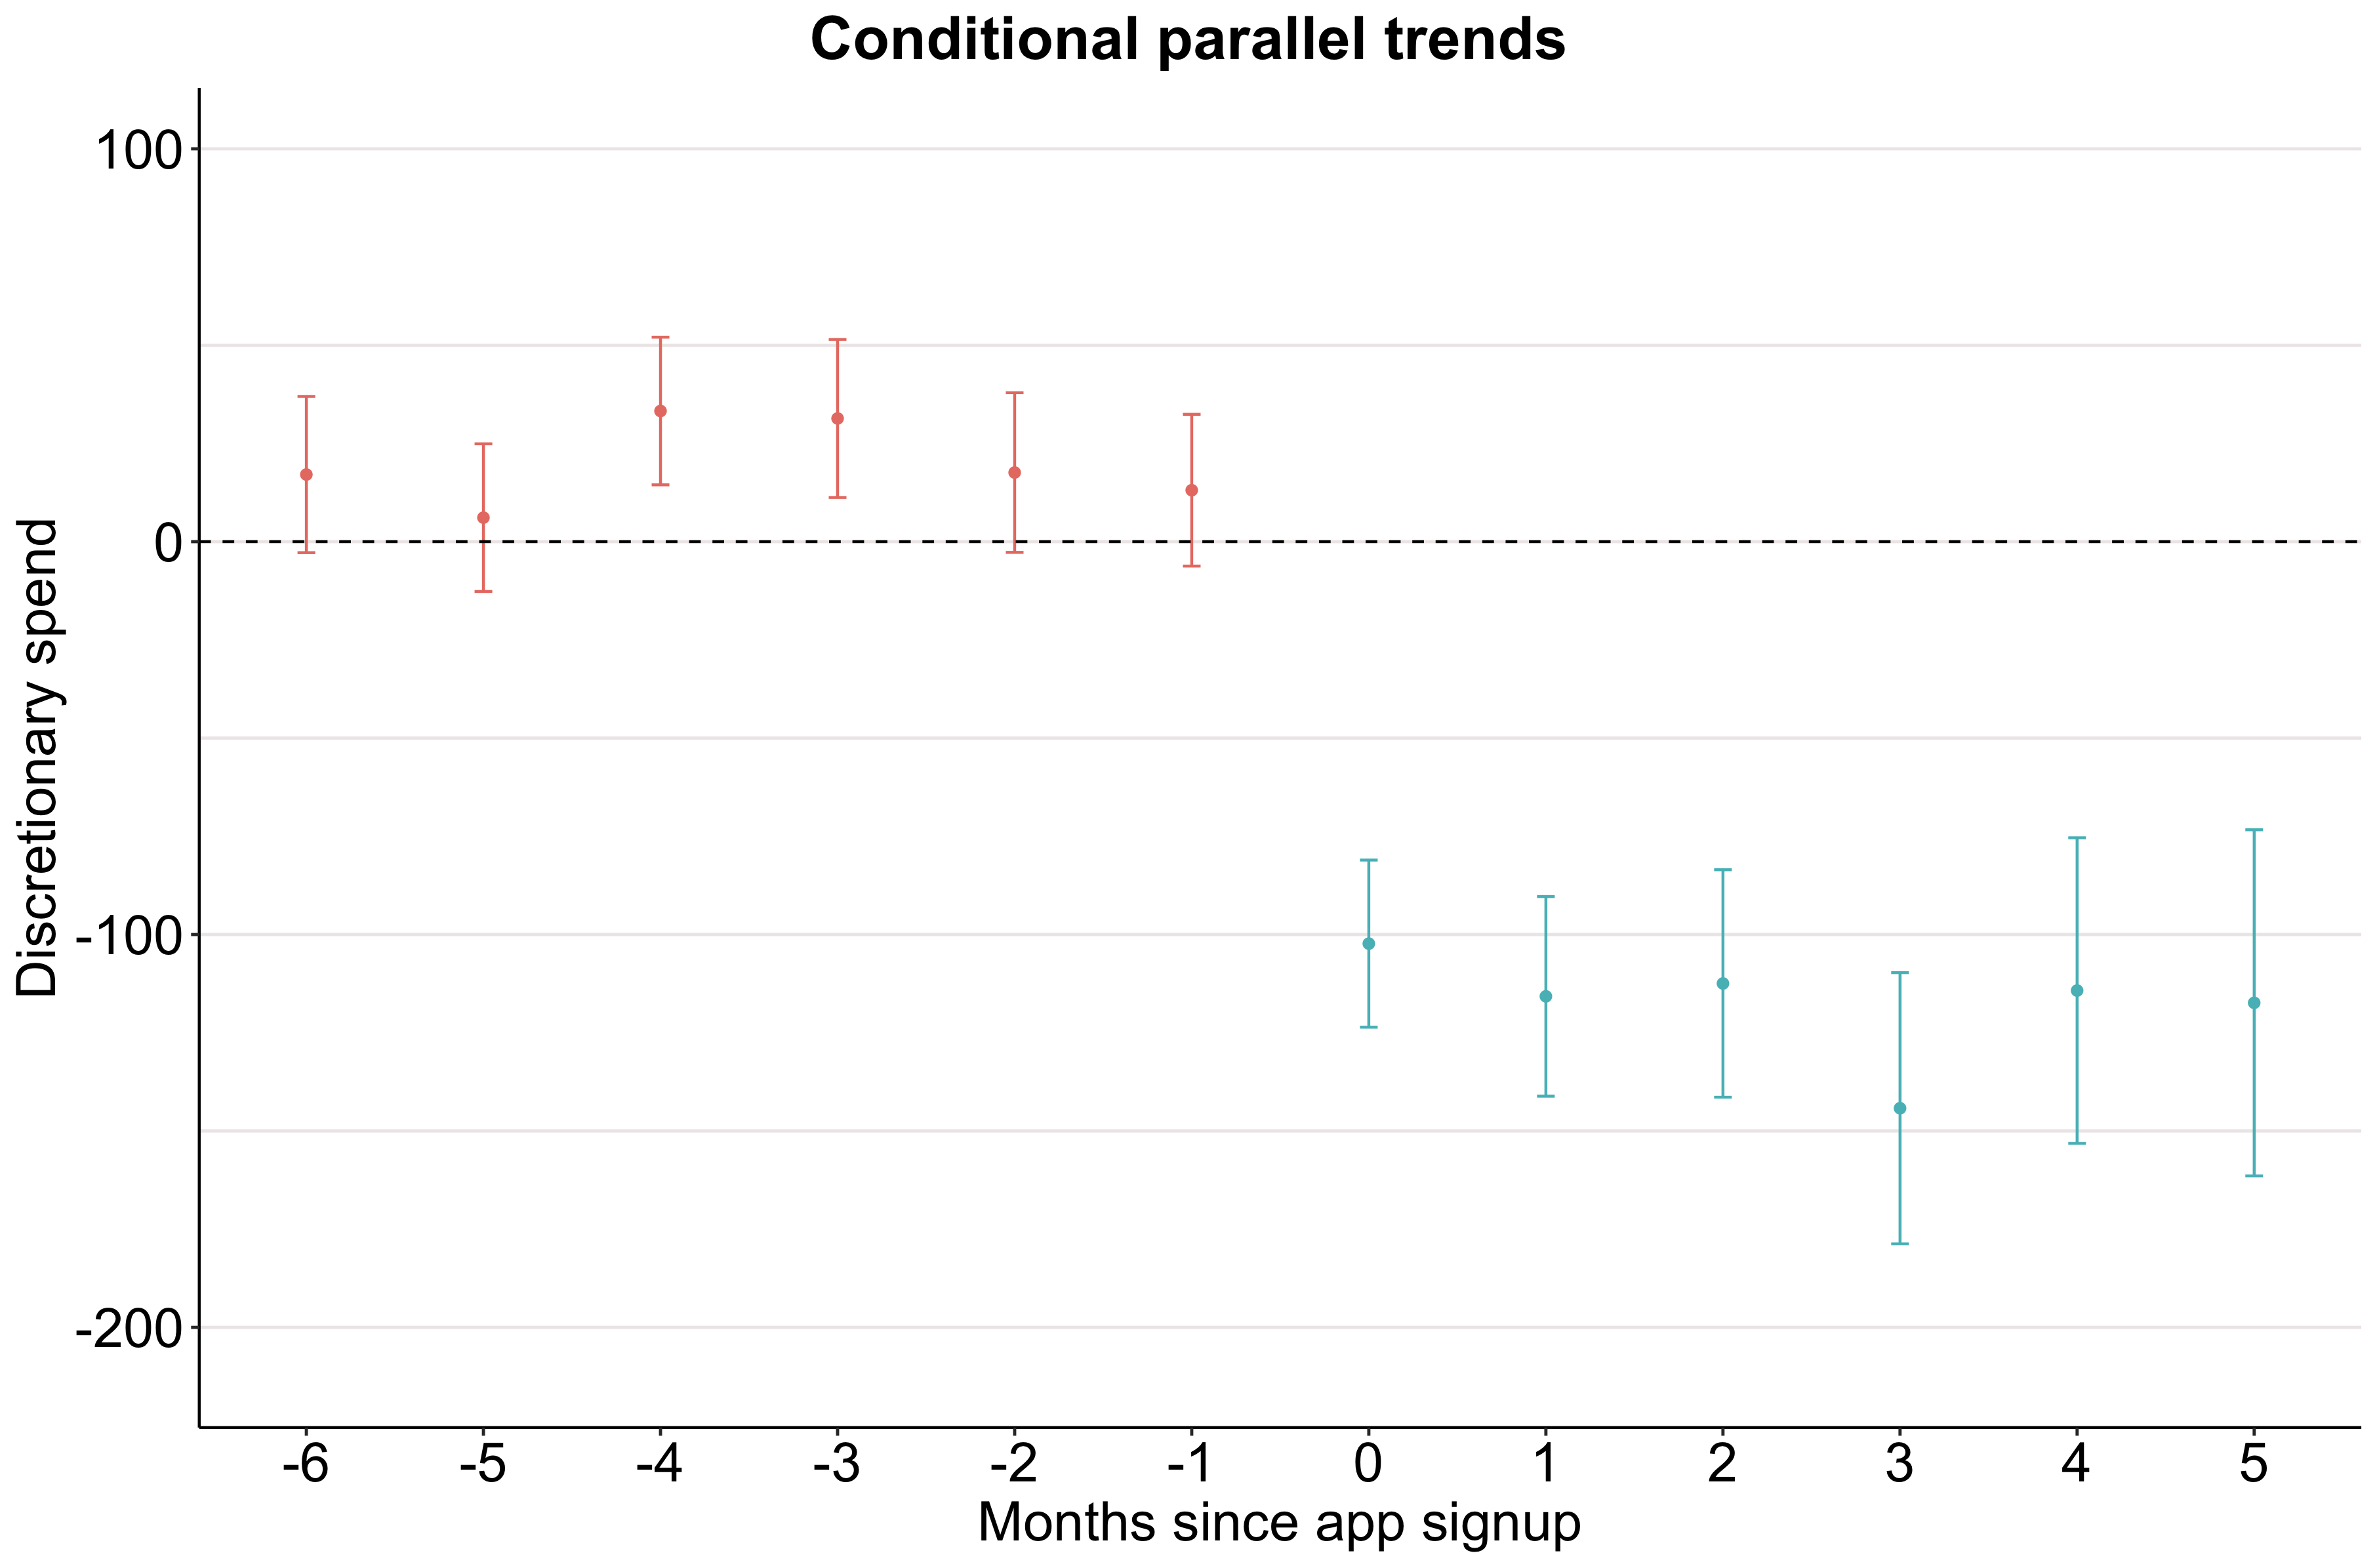 Conditional parallel trends
100
0
-100
-200
Discretionary spend
-6 -5 -4 -3 -2 -1 0 1 2 3 4 5
Months since app signup